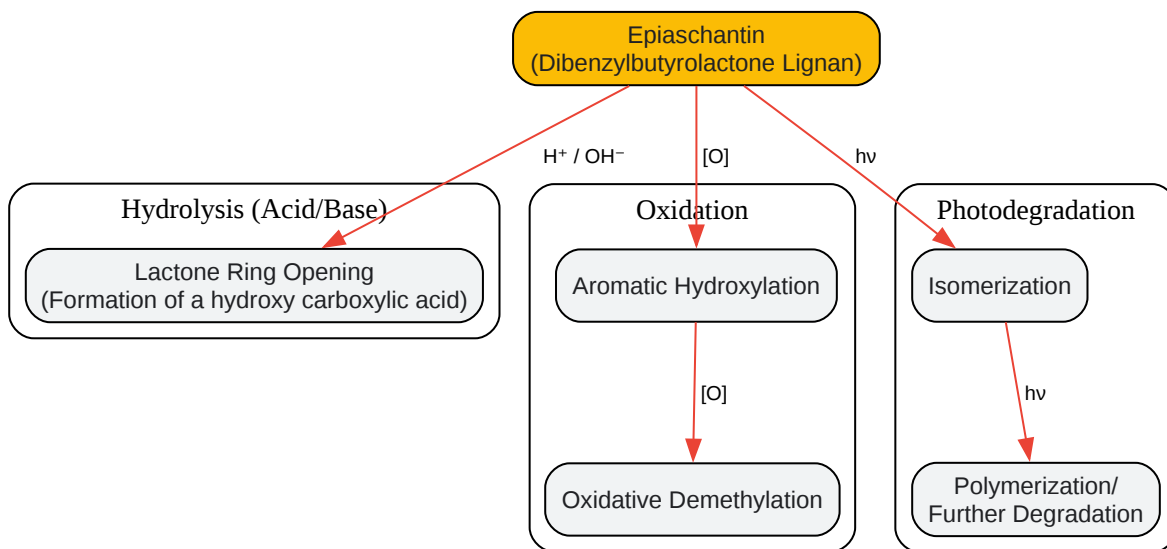 Epiaschantin
(Dibenzylbutyrolactone Lignan)
H⁺ / OH⁻
[O]
hν
Hydrolysis (Acid/Base)
Oxidation
Photodegradation
Lactone Ring Opening
(Formation of a hydroxy carboxylic acid)
Aromatic Hydroxylation
Isomerization
[O]
hν
Oxidative Demethylation
Polymerization/
Further Degradation